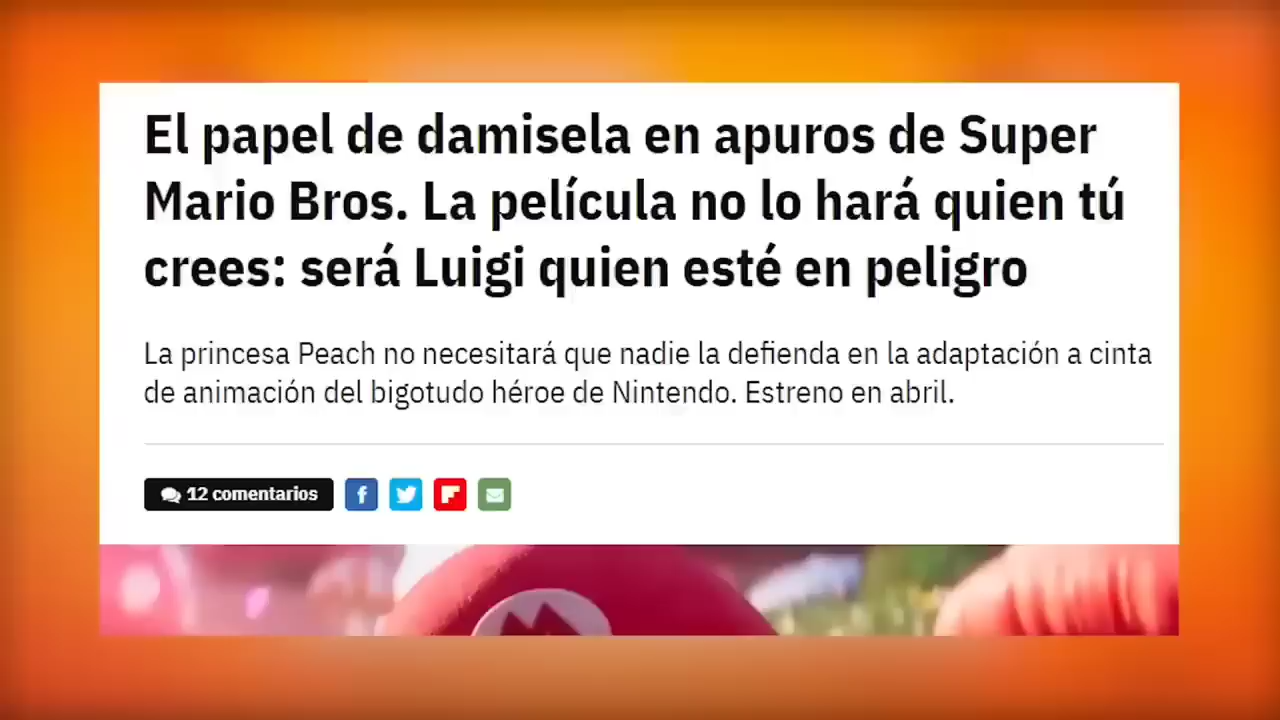 El papel de damisela en apuros de Super
Mario Bros. La película no lo hará quien tú
crees: será Luigi quien esté en peligro
La princesa Peach no necesitará que nadie la defienda en la adaptación a cinta
de animación del bigotudo héroe de Nintendo. Estreno en abril.
12 comentarios